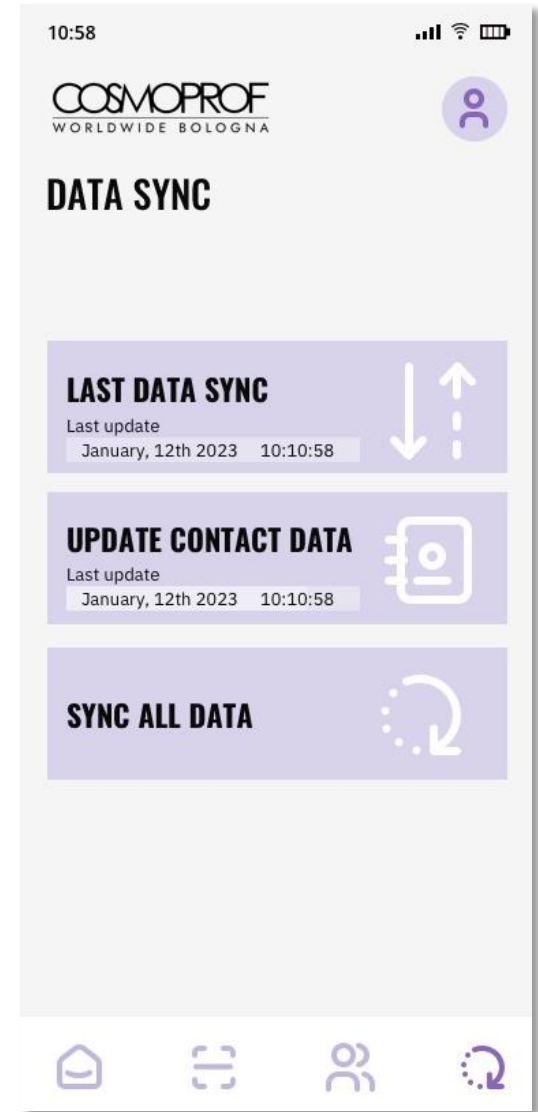 10:58
COSMOPROF
WORLDWIDE BOLOGNA
DATA SYNC
LAST DATA SYNC
Last update
January, 12th 2023 10:10:58
UPDATE CONTACT DATA
Last update
January, 12th 2023 10:10:58
SYNC ALL DATA